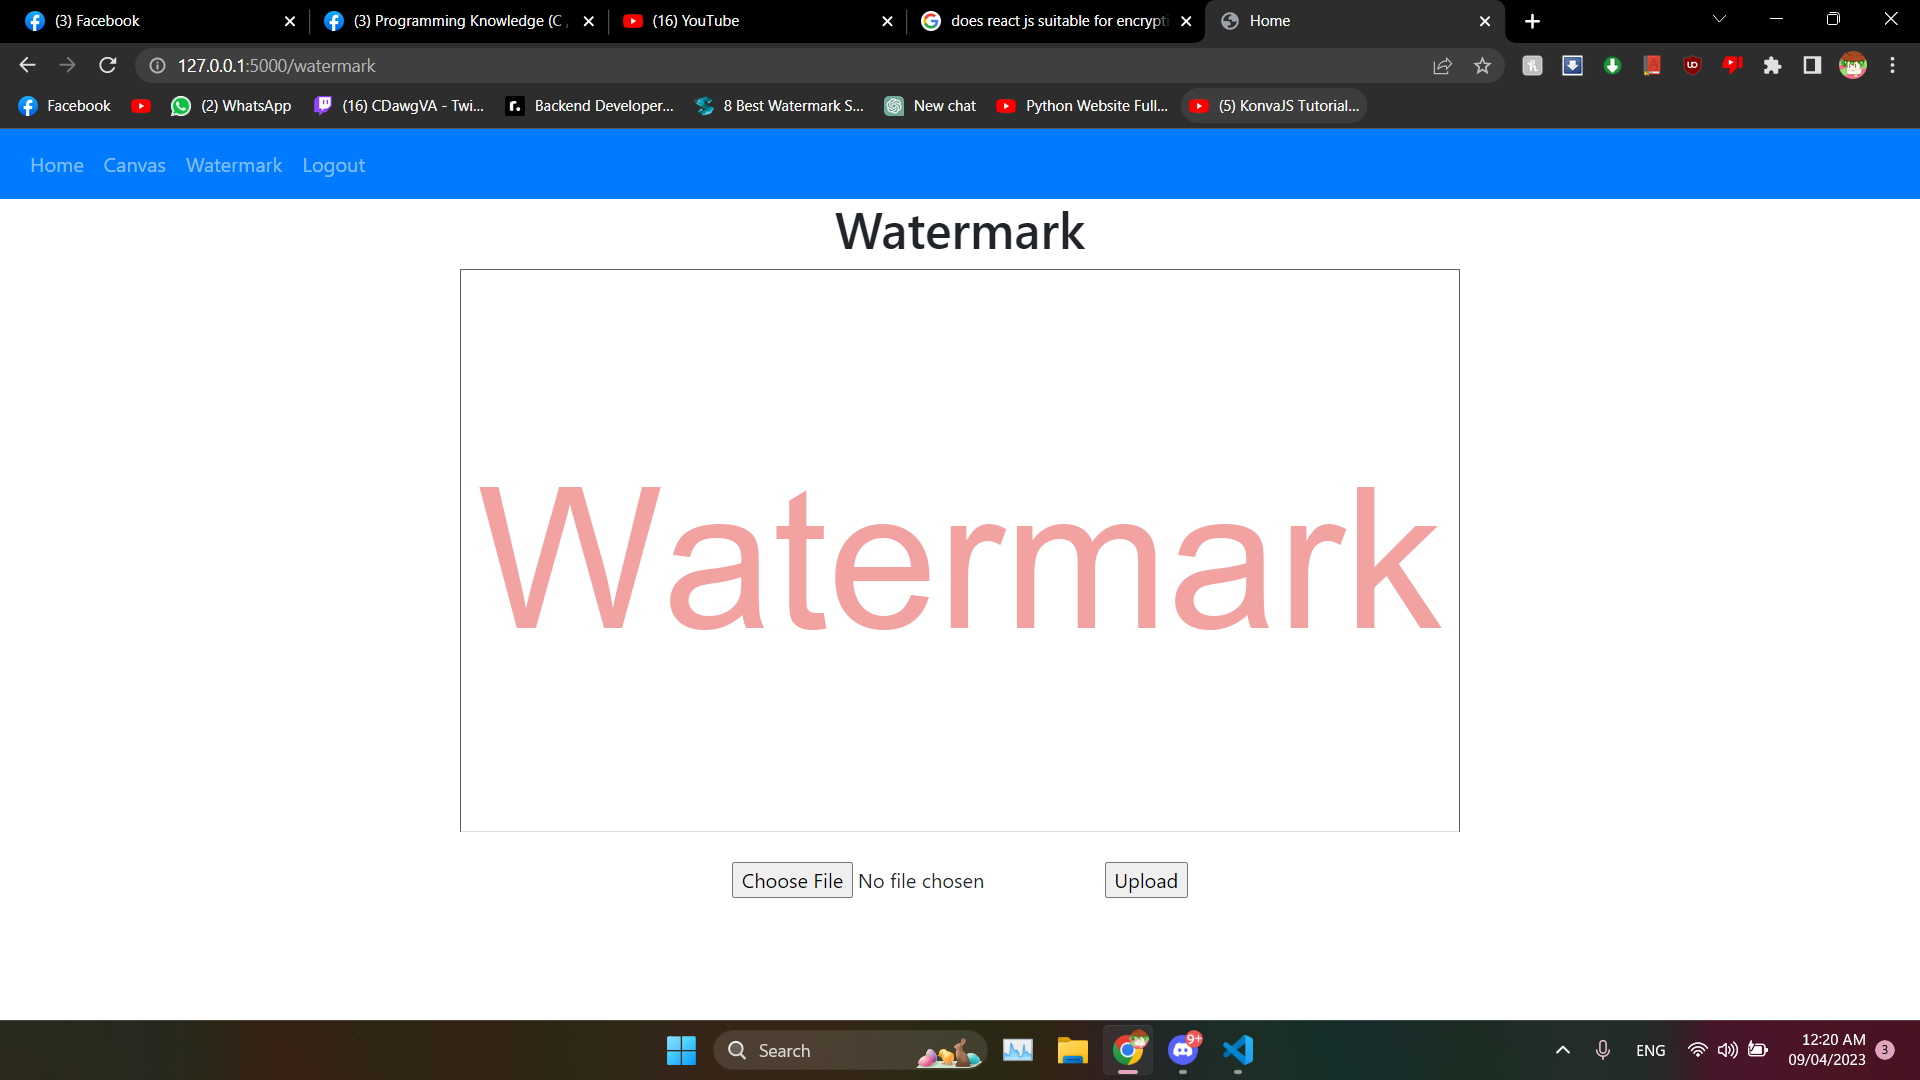 (3) Facebook
(3) Programming Knowledge (C ,
(16) YouTube
does react js suitable for encrypti
Home
127.0.0.1:5000/watermark
Facebook
(2) WhatsApp
(16) CDawgVA - Twi...
Backend Developer...
8 Best Watermark S...
New chat
Python Website Full...
(5) KonvaJS Tutorial...
Home Canvas Watermark Logout
Watermark
Watermark
Choose File No file chosen
Upload
Search
9+
ENG
12:20 AM
09/04/2023
3